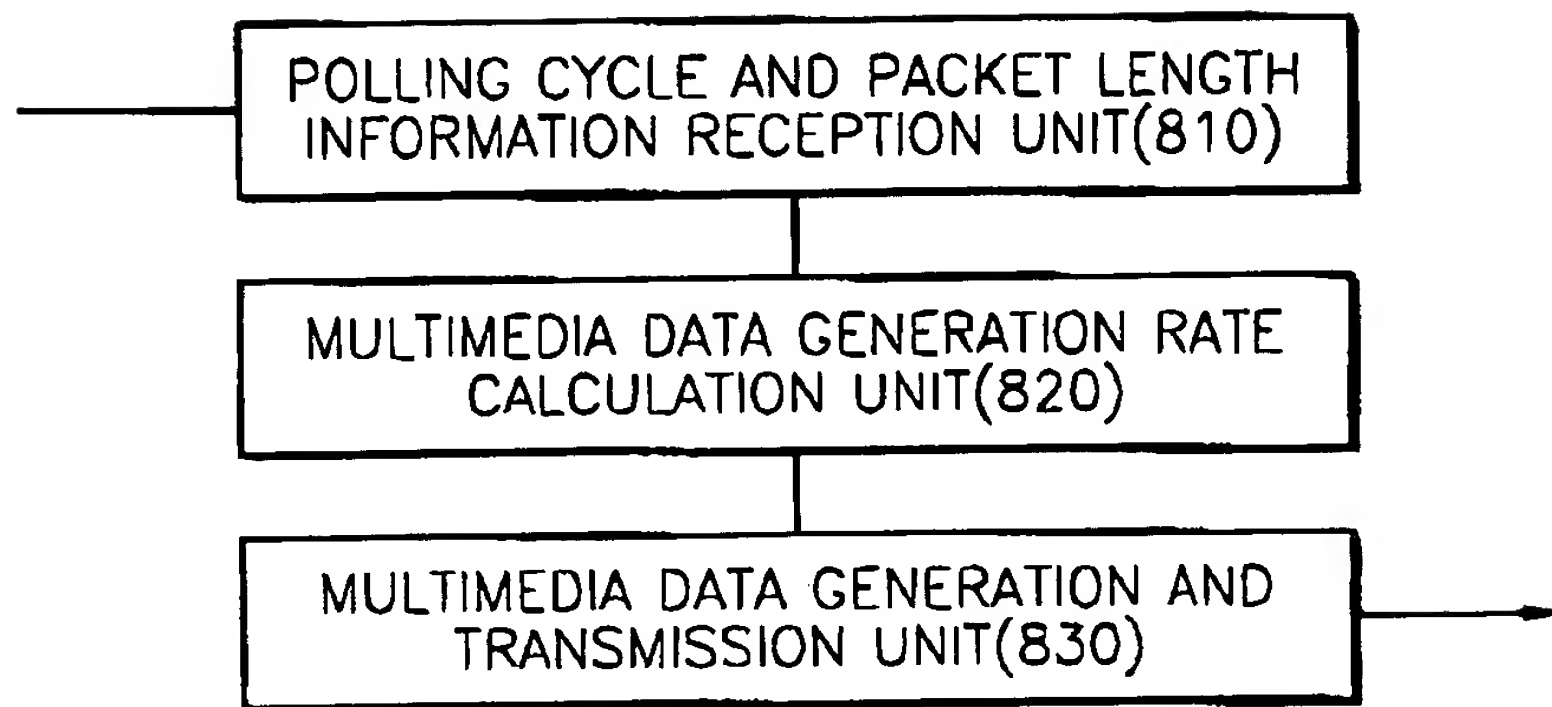 POLLING CYCLE AND PACKET LENGTH
INFORMATION RECEPTION UNIT(810)
MULTIMEDIA DATA GENERATION RATE
CALCULATION UNIT(820)
MULTIMEDIA DATA GENERATION AND
TRANSMISSION UNIT(830)